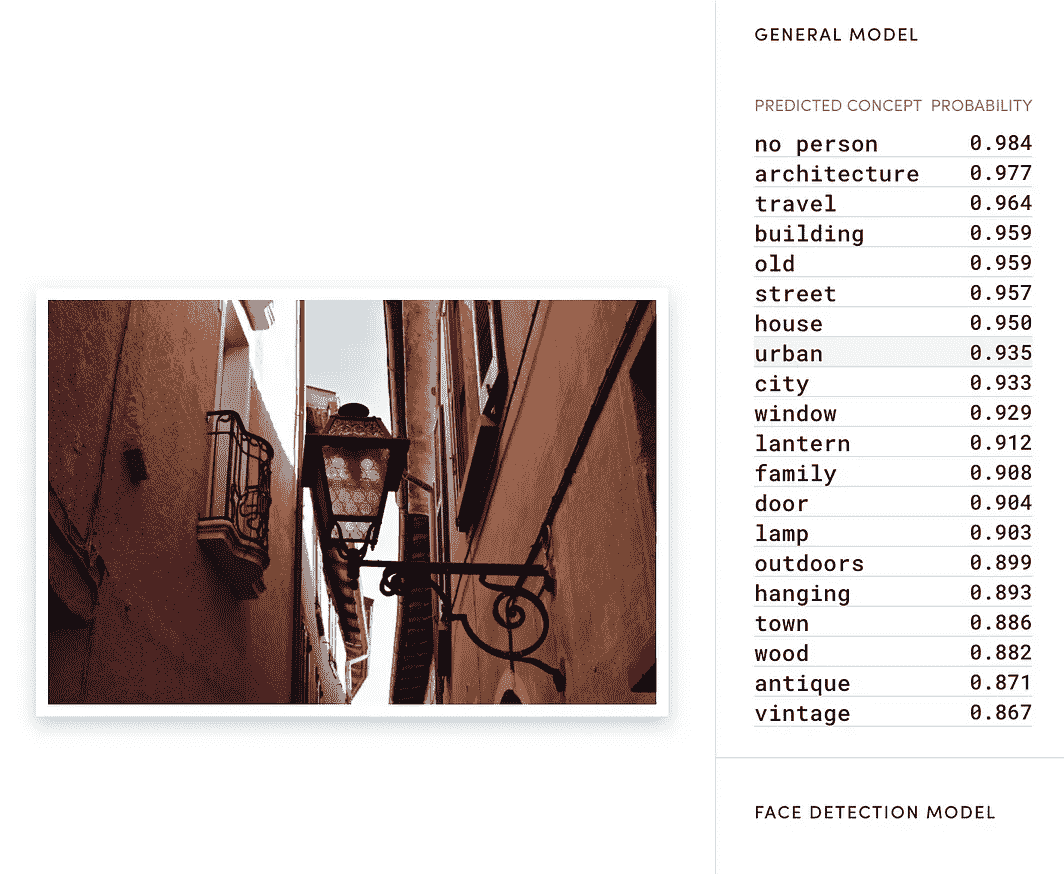 GENERAL MODEL
PREDICTED CONCEPT PROBABILITY
no person 0.984
architecture 0.977
travel 0.964
building 0.959
old 0.959
street 0.957
house 0.950
urban 0.935
city 0.933
window 0.929
lantern 0.912
family 0.908
door 0.904
lamp 0.903
outdoors 0.899
hanging 0.893
town 0.886
wood 0.882
antique 0.871
vintage 0.867
FACE DETECTION MODEL